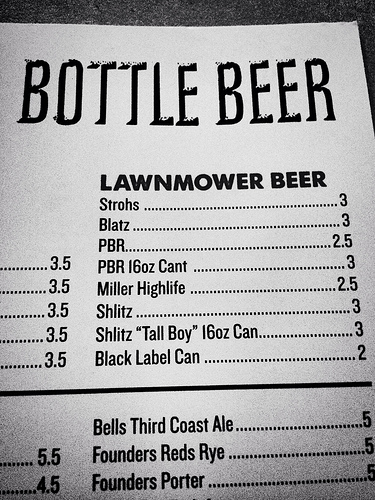 BOTTLE BEER
LAWNMOWER BEER
Strohs 3
Blatz 3
PBR 2.5
3.5 PBR 16oz Cant 3
3.5 Miller Highlife 2.5
3.5 Shlitz 3
3.5 Shlitz “Tall Boy” 16oz Can 3
3.5 Black Label Can 2
Bells Third Coast Ale 5
5.5 Founders Reds Rye 5
4.5 Founders Porter 5